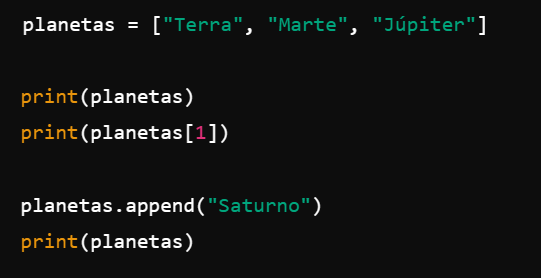 planetas = ["Terra", "Marte", "Júpiter"]
print(planetas)
print(planetas[1])
planetas.append("Saturno")
print(planetas)